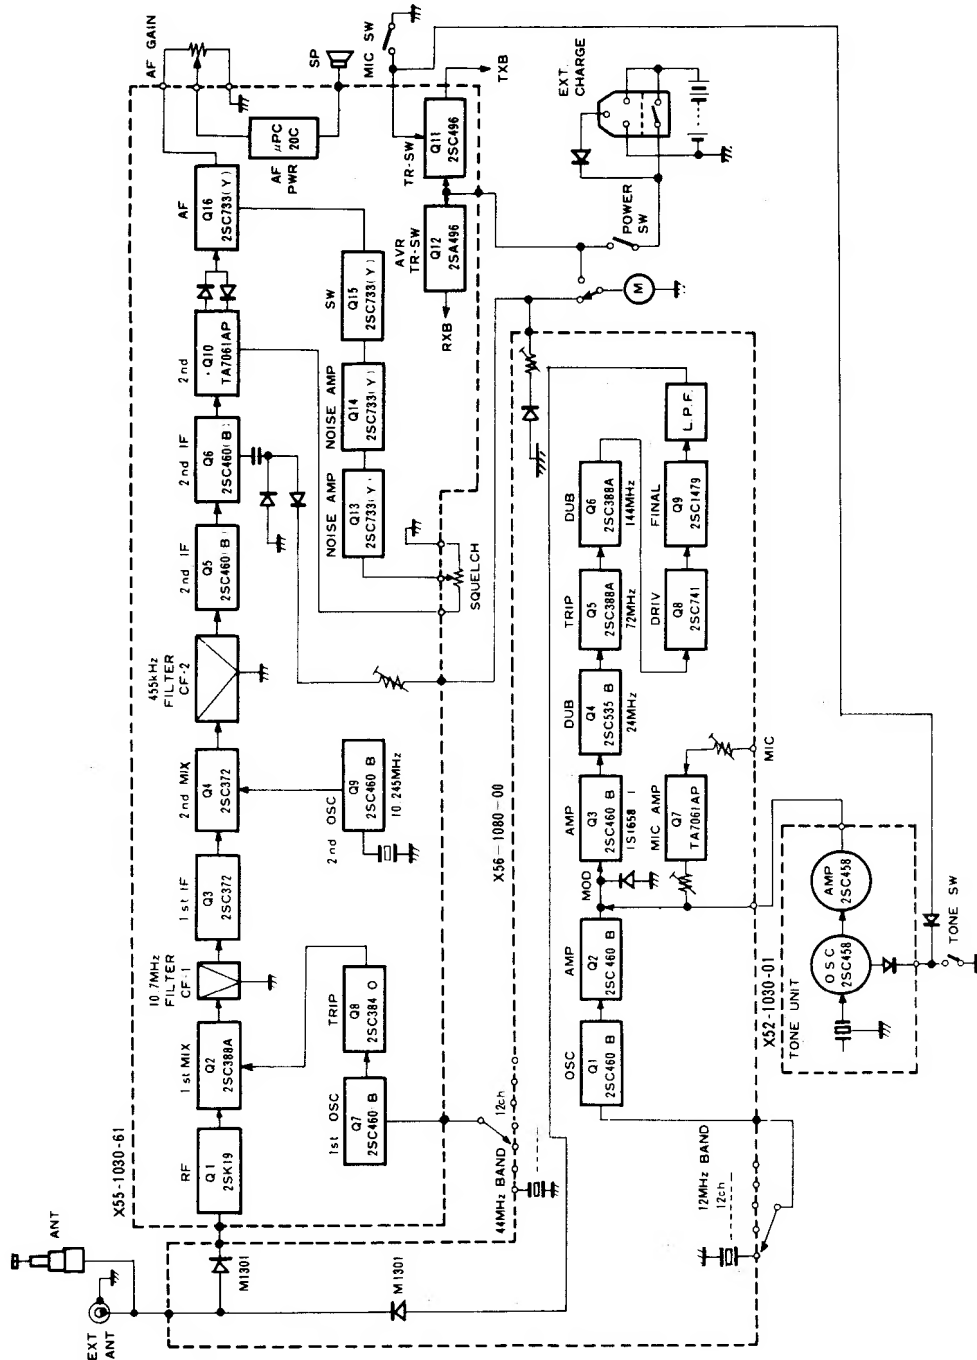 EXT
ANT
ANT
X55-1030-61
RF
Q1
2SK19
M1301
M1301
1st MIX
Q2
2SC388A
10.7MHz
FILTER
CF-1
1st IF
Q3
2SC372
2nd MIX
Q4
2SC372
455kHz
FILTER
CF-2
2nd IF
Q5
2SC460(B)
2nd IF
Q6
2SC460(B)
2nd
Q10
TA7061AP
AF
Q16
2SC733(Y)
AF GAIN
μPC
20C
AF
PWR
SP
MIC SW
1st OSC
Q7
2SC460(B)
TRIP
Q8
2SC384 O
2nd OSC
Q9
2SC460 B
10.245MHz
NOISE AMP
Q13
2SC733(Y)
NOISE AMP
Q14
2SC733(Y)
SW
Q15
2SC733(Y)
SQUELCH
RXB
AVR
TR-SW
Q12
2SA496
TR-SW
Q11
2SC496
TXB
EXT.
CHARGE
POWER
SW
M
44MHz BAND
12ch
X56-1080-00
OSC
Q1
2SC460 B
AMP
Q2
2SC460 B
MOD
1S1658
AMP
Q3
2SC460 B
DUB
Q4
2SC535 B
24MHz
TRIP
Q5
2SC388A
72MHz
DUB
Q6
2SC388A
144MHz
MIC AMP
Q7
TA7061AP
MIC
DRIV
Q8
2SC741
FINAL
Q9
2SC1479
L.P.F.
12MHz BAND
12ch
X52-1030-01
TONE UNIT
OSC
2SC458
AMP
2SC458
TONE SW